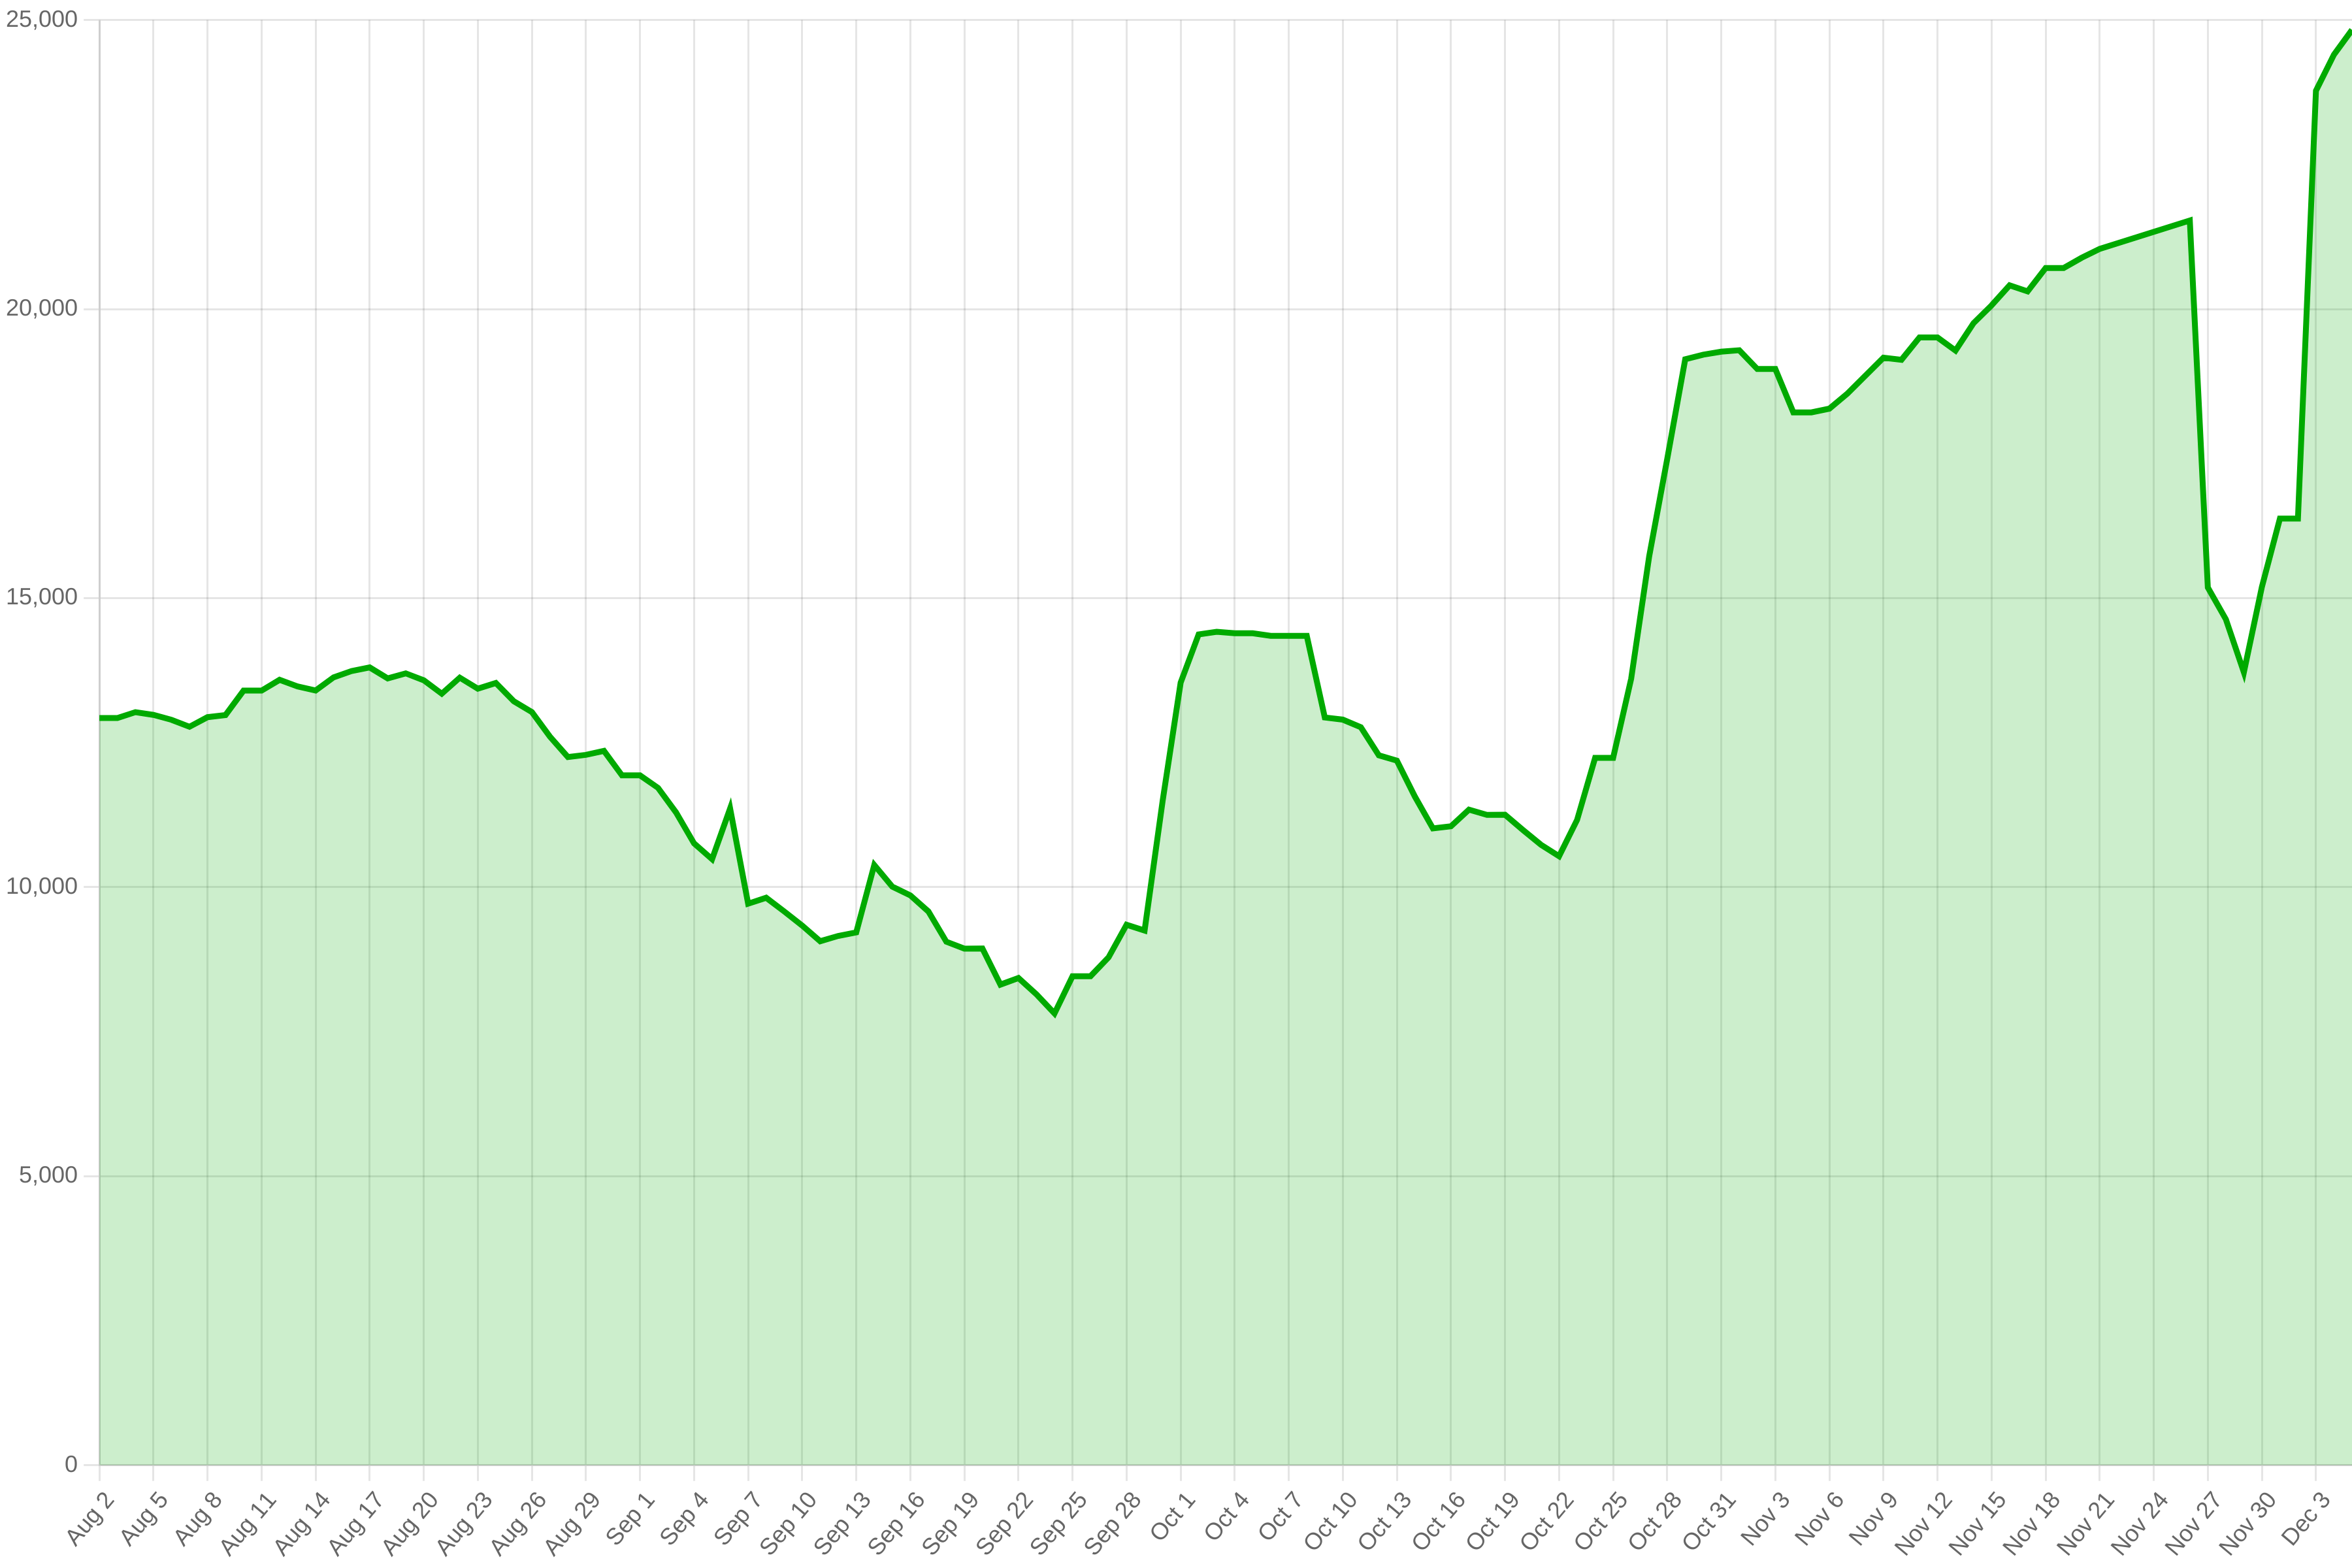 25,000
20,000
15,000
10,000
5,000
0
Aug 2
Aug 5
Aug 8
Aug 11
Aug 14
Aug 17
Aug 20
Aug 23
Aug 26
Aug 29
Sep 1
Sep 4
Sep 7
Sep 10
Sep 13
Sep 16
Sep 19
Sep 22
Sep 25
Sep 28
Oct 1
Oct 4
Oct 7
Oct 10
Oct 13
Oct 16
Oct 19
Oct 22
Oct 25
Oct 28
Oct 31
Nov 3
Nov 6
Nov 9
Nov 12
Nov 15
Nov 18
Nov 21
Nov 24
Nov 27
Nov 30
Dec 3